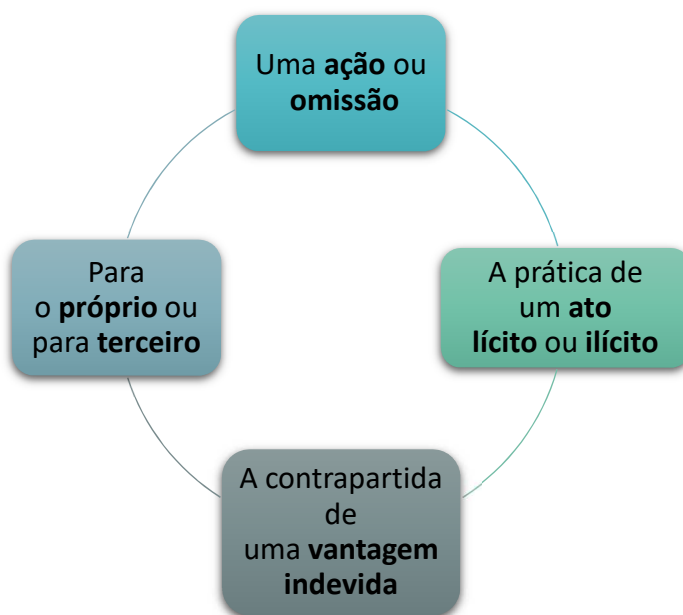 Uma ação ou
omissão
A prática de
um ato
lícito ou ilícito
A contrapartida
de
uma vantagem
indevida
Para
o próprio ou
para terceiro